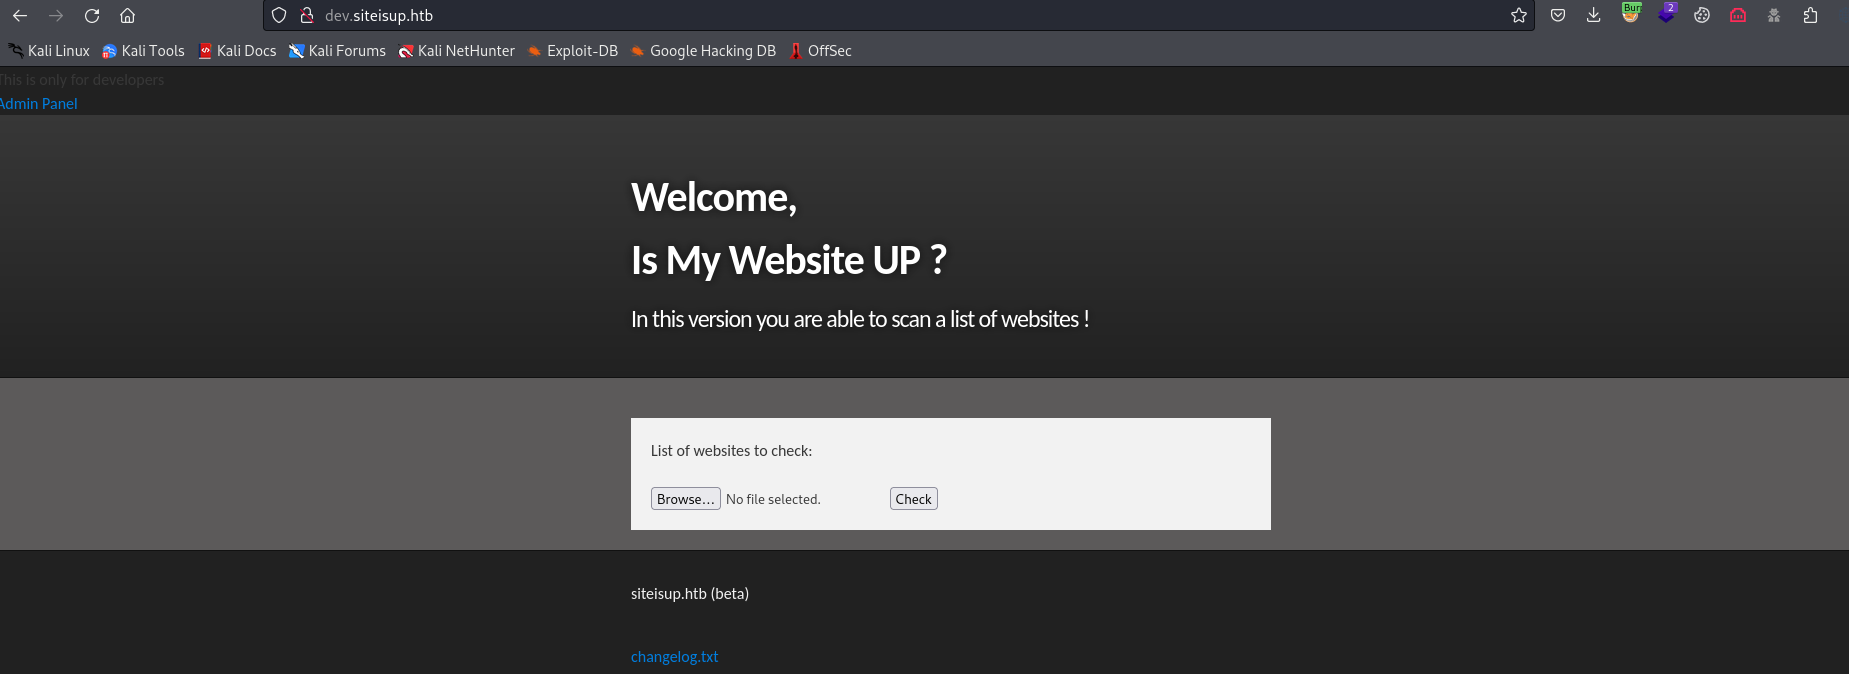 dev.siteisup.htb
Bur
2
Kali Linux Kali Tools Kali Docs Kali Forums Kali NetHunter Exploit-DB Google Hacking DB OffSec
This is only for developers
Admin Panel
Welcome,
Is My Website UP ?
In this version you are able to scan a list of websites !
List of websites to check:
Browse... No file selected. Check
siteisup.htb (beta)
changelog.txt